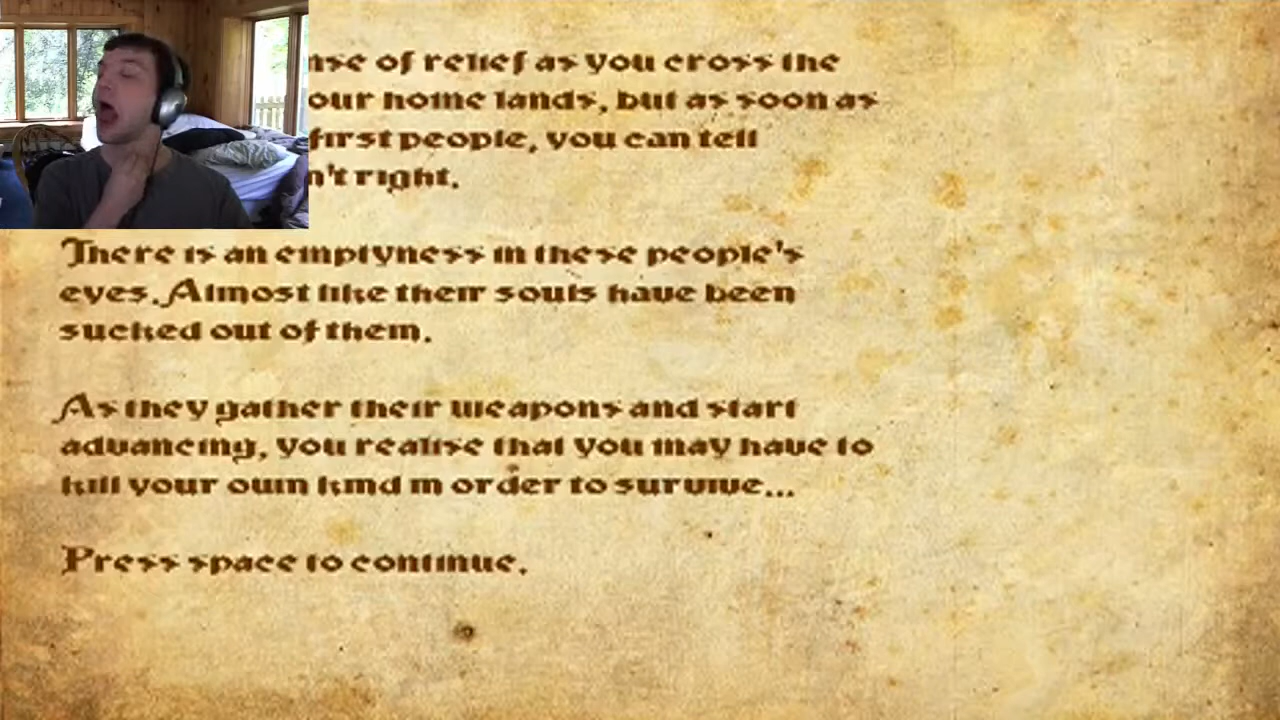 nse of relief as you cross the
our home lands, but as soon as
first people, you can tell
n't right.
There is an emptyness in these people's
eyes. Almost like their souls have been
sucked out of them.
As they gather their weapons and start
advancing, you realise that you may have to
kill your own kind in order to survive...
Press space to continue.